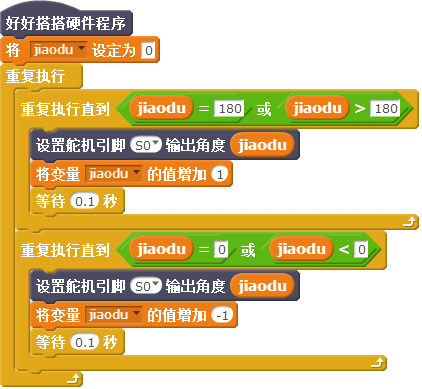 好好搭搭硬件程序
将 jiaodu 设定为 0
重复执行
重复执行直到 jiaodu = 180 或 jiaodu > 180
设置舵机引脚 S0 输出角度 jiaodu
将变量 jiaodu 的值增加 1
等待 0.1 秒
重复执行直到 jiaodu = 0 或 jiaodu < 0
设置舵机引脚 S0 输出角度 jiaodu
将变量 jiaodu 的值增加 -1
等待 0.1 秒